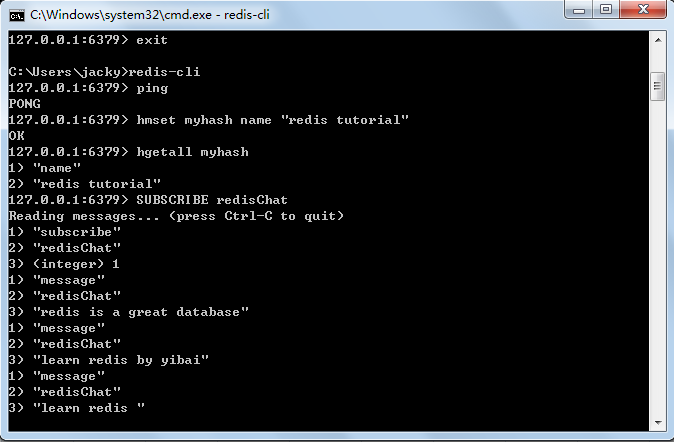 C:\Windows\system32\cmd.exe - redis-cli
127.0.0.1:6379> exit
C:\Users\jacky>redis-cli
127.0.0.1:6379> ping
PONG
127.0.0.1:6379> hmset myhash name "redis tutorial"
OK
127.0.0.1:6379> hgetall myhash
1) "name"
2) "redis tutorial"
127.0.0.1:6379> SUBSCRIBE redisChat
Reading messages... (press Ctrl-C to quit)
1) "subscribe"
2) "redisChat"
3) (integer) 1
1) "message"
2) "redisChat"
3) "redis is a great database"
1) "message"
2) "redisChat"
3) "learn redis by yibai"
1) "message"
2) "redisChat"
3) "learn redis "